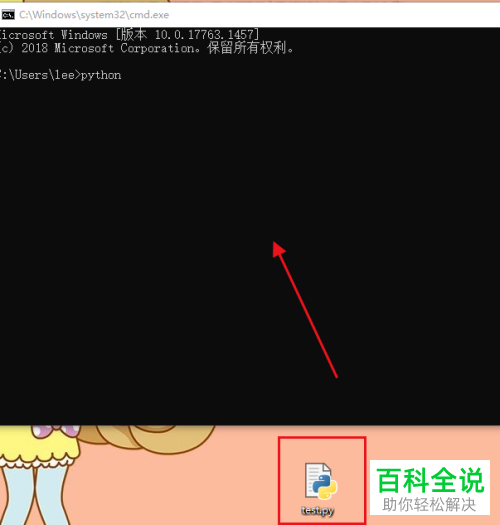 C:\Windows\system32\cmd.exe
icrosoft Windows [版本 10.0.17763.1457]
c) 2018 Microsoft Corporation。保留所有权利。
:\Users\lee>python
test.py
百科全说
助你轻松解决